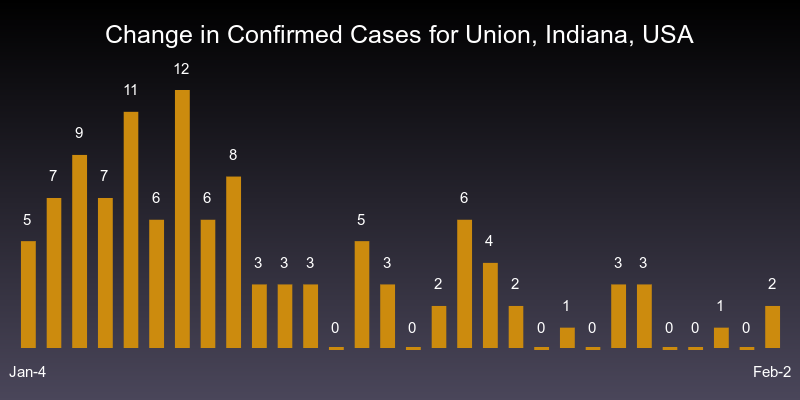 Change in Confirmed Cases for Union, Indiana, USA
5 7 9 7 11 6 12 6 8 3 3 3 0 5 3 0 2 6 4 2 0 1 0 3 3 0 0 1 0 2
Jan-4 Feb-2